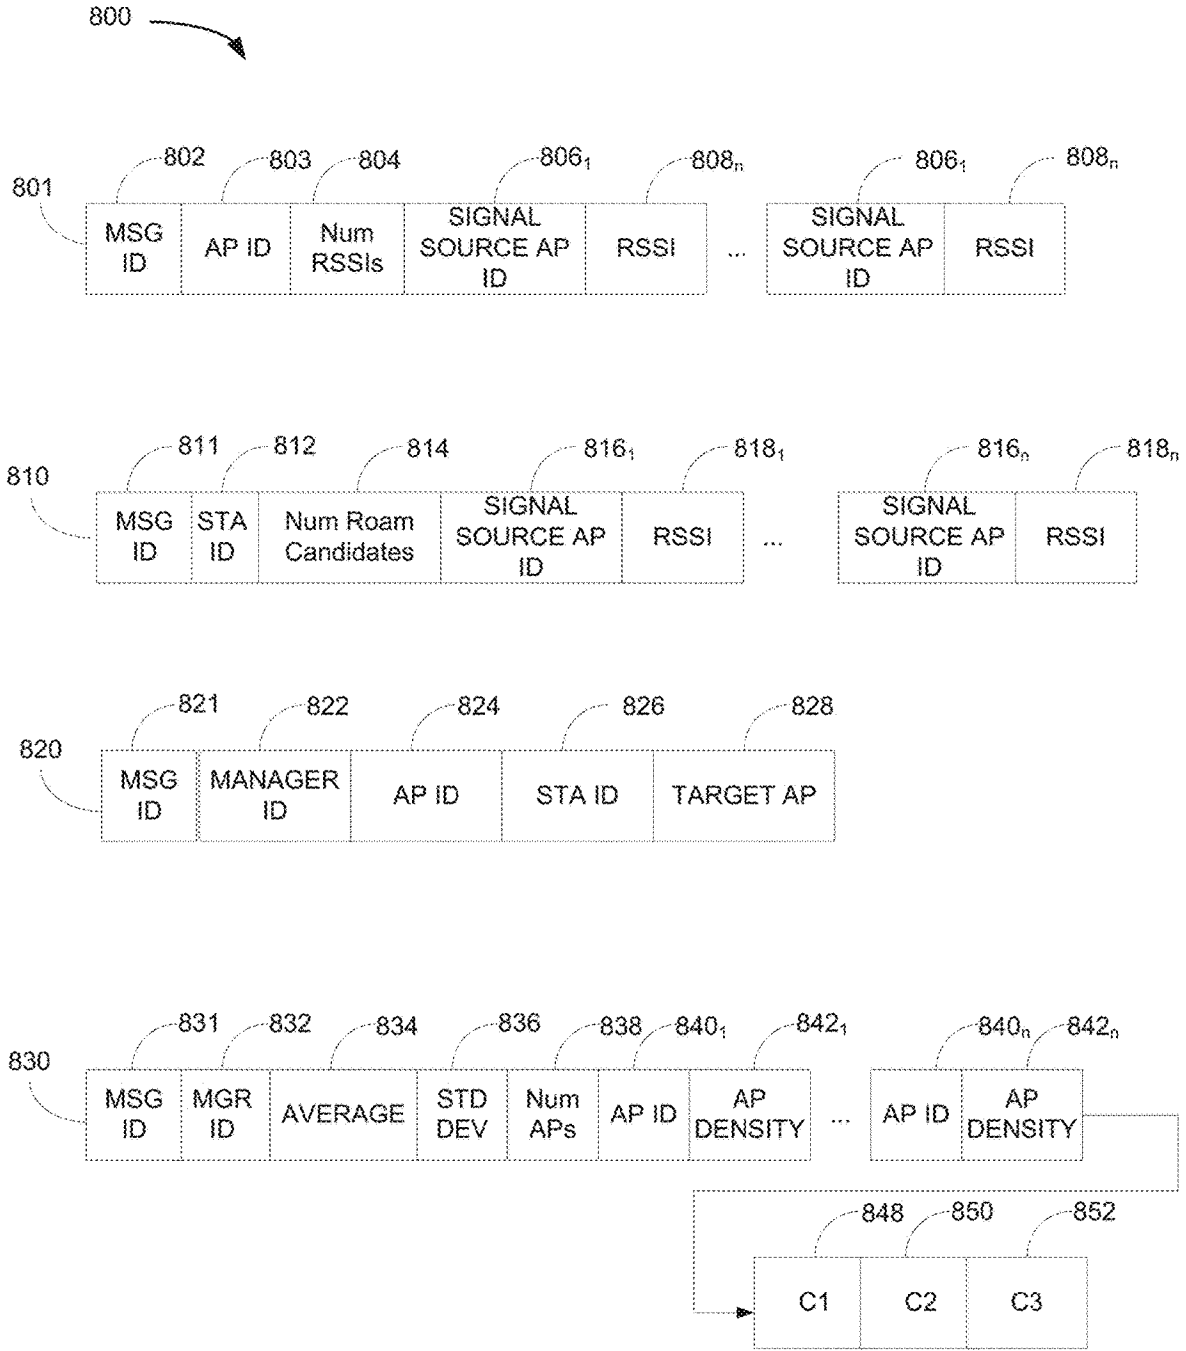 800
802 803 804 806₁ 808ₙ 806₁ 808ₙ
801
MSG ID
AP ID
Num RSSIs
SIGNAL SOURCE AP ID
RSSI
...
SIGNAL SOURCE AP ID
RSSI
811 812 814 816₁ 818₁ 816ₙ 818ₙ
810
MSG ID
STA ID
Num Roam Candidates
SIGNAL SOURCE AP ID
RSSI
...
SIGNAL SOURCE AP ID
RSSI
821 822 824 826 828
820
MSG ID
MANAGER ID
AP ID
STA ID
TARGET AP
831 832 834 836 838 840₁ 842₁ 840ₙ 842ₙ
830
MSG ID
MGR ID
AVERAGE
STD DEV
Num APs
AP ID
AP DENSITY
...
AP ID
AP DENSITY
848 850 852
C1 C2 C3